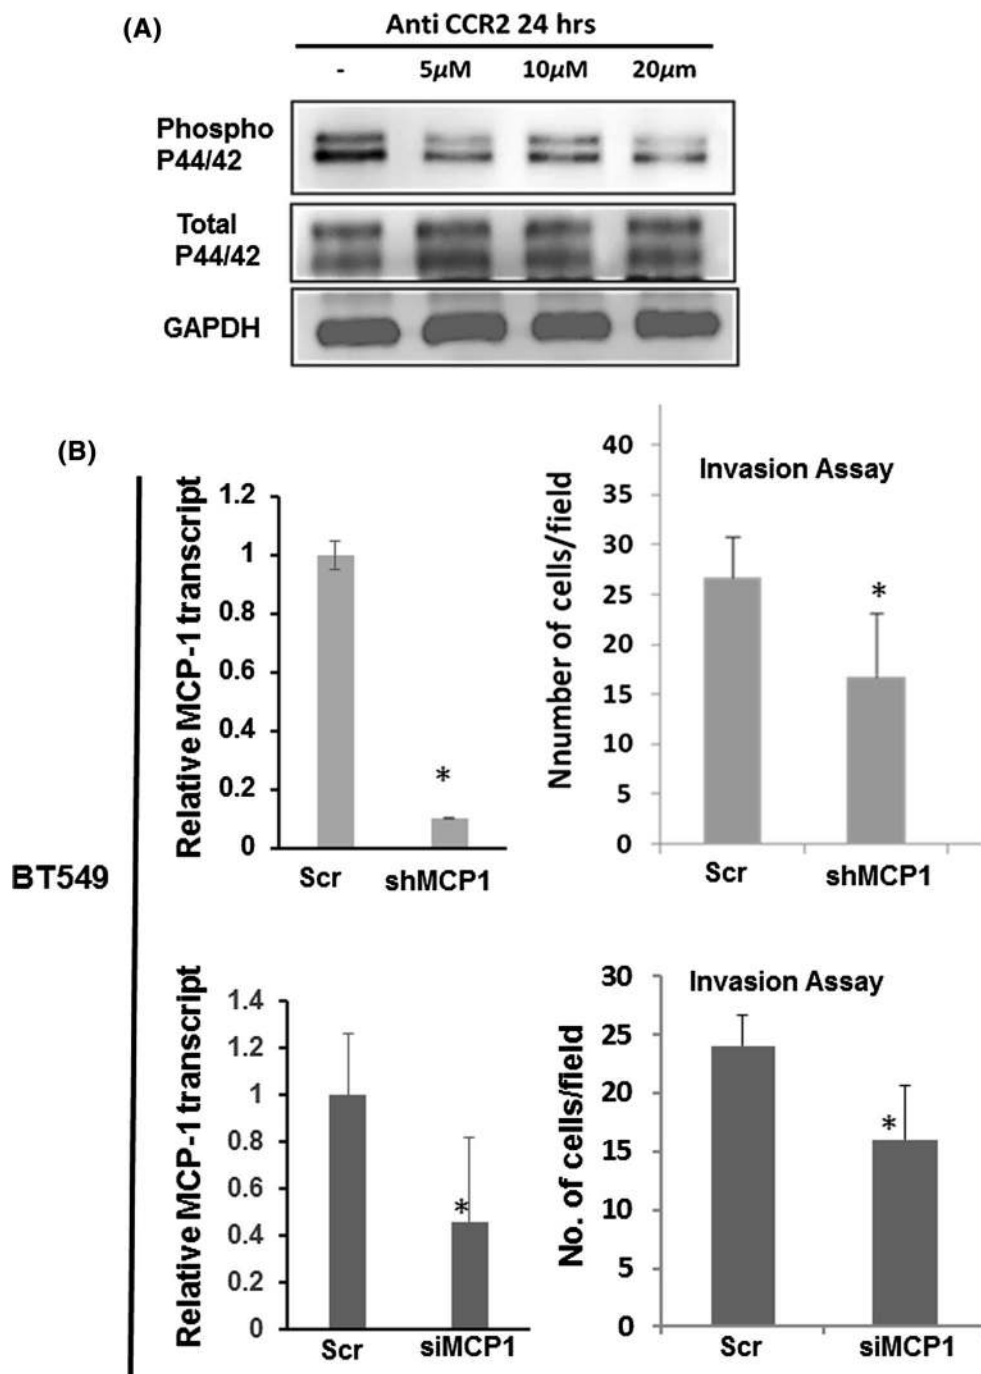 (A)
Anti CCR2 24 hrs
- 5µM 10µM 20µm
Phospho
P44/42
Total
P44/42
GAPDH
(B)
BT549
Relative MCP-1 transcript
1.2
1
0.8
0.6
0.4
0.2
0
*
Scr shMCP1
Nnumber of cells/field
Invasion Assay
40
35
30
25
20
15
10
5
0
*
Scr shMCP1
Relative MCP-1 transcript
1.4
1.2
1
0.8
0.6
0.4
0.2
0
*
Scr siMCP1
No. of cells/field
Invasion Assay
30
25
20
15
10
5
0
*
Scr siMCP1